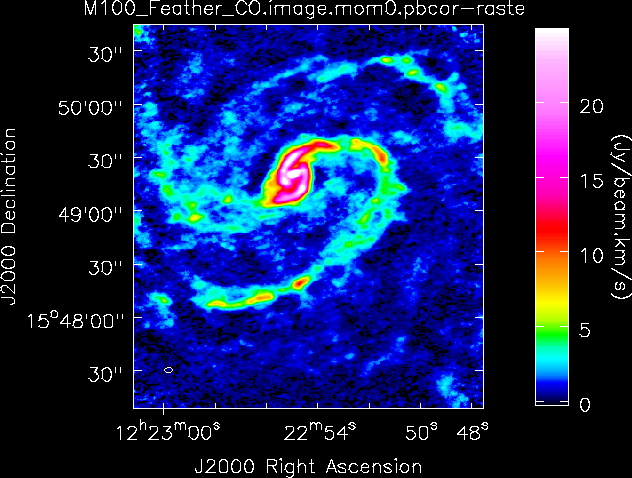 M100_Feather_CO.image.mom0.pbcor-raste
30''
50'00''
30''
49'00''
30''
15°48'00''
30''
J2000 Declination
12ʰ23ᵐ00ˢ 22ᵐ54ˢ 50ˢ 48ˢ
J2000 Right Ascension
20
15
10
5
0
(Jy/beam.km/s)